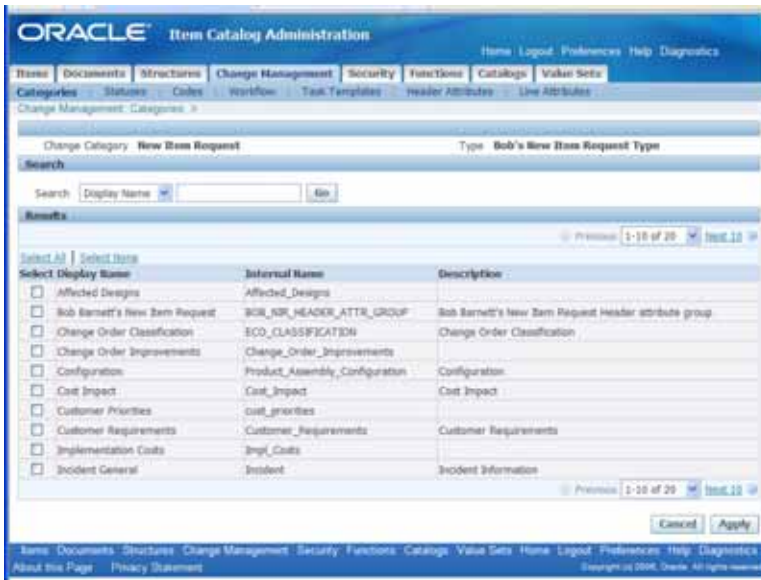 ORACLE Item Catalog Administration
Home Logout Preferences Help Diagnostics
Items Documents Structures Change Management Security Functions Catalogs Value Sets
Categories Statuses Codes Workflow Task Templates Header Attributes Line Attributes
Change Management: Categories >
Change Category New Item Request Type Bob's New Item Request Type
Search
Search Display Name Go
Results
Previous 1-10 of 20 Next 10
Select All | Select None
Select Display Name Internal Name Description
Affected Designs Affected_Designs
Bob Barnett's New Item Request BOB_NIR_HEADER_ATTR_GROUP Bob Barnett's New Item Request Header attribute group.
Change Order Classification ECO_CLASSIFICATION Change Order Classification
Change Order Improvements Change_Order_Improvements
Configuration Product_Assembly_Configuration Configuration
Cost Impact Cost_Impact Cost Impact
Customer Priorities cust_priorities
Customer Requirements Customer_Requirements Customer Requirements
Implementation Costs Impl_Costs
Incident General Incident Incident Information
Previous 1-10 of 20 Next 10
Cancel Apply
Items Documents Structures Change Management Security Functions Catalogs Value Sets Home Logout Preferences Help Diagnostics
About this Page Privacy Statement Copyright (c) 2006, Oracle. All rights reserved.